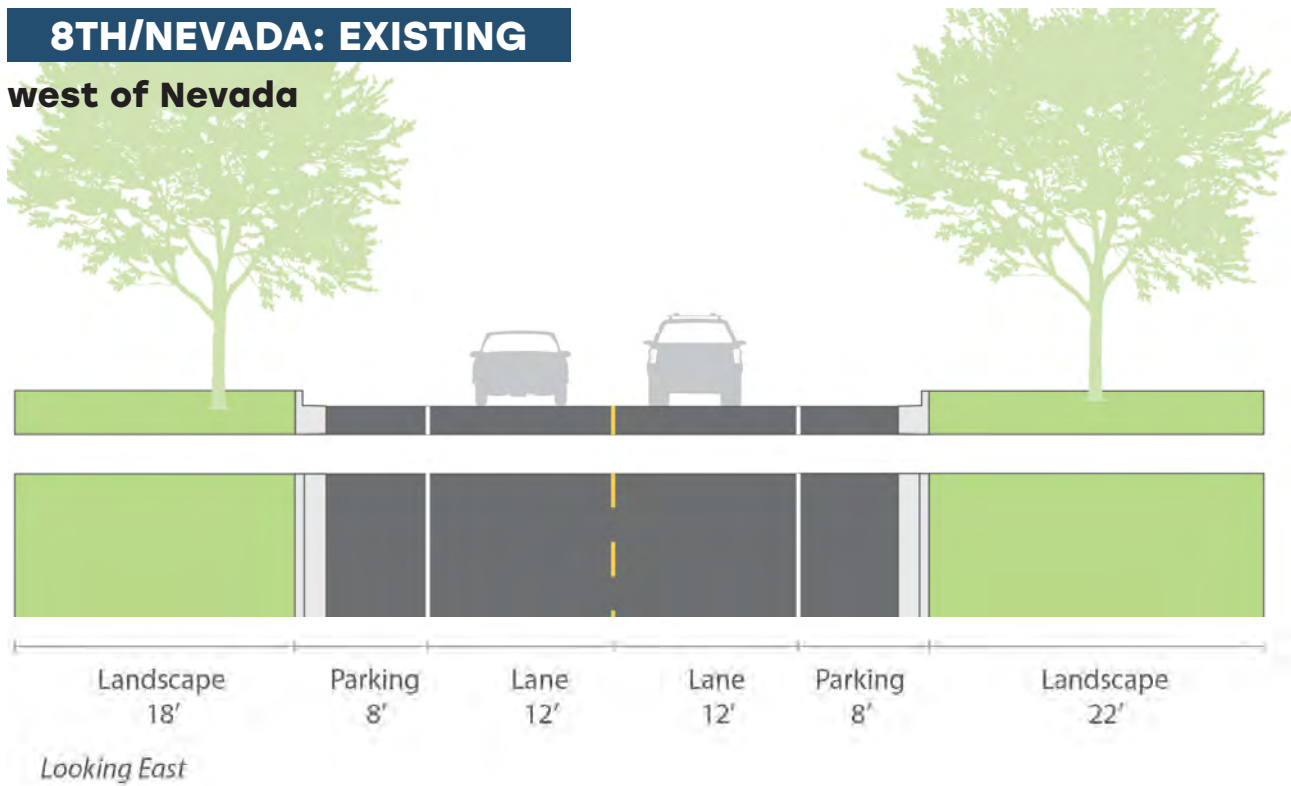 8TH/NEVADA: EXISTING
west of Nevada
Landscape Parking Lane Lane Parking Landscape
18' 8' 12' 12' 8' 22'
Looking East